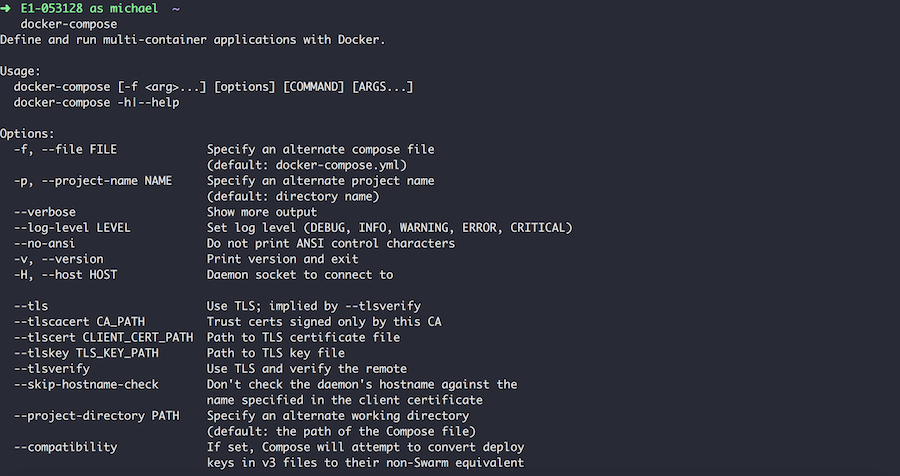 ➜ E1-053128 as michael ~
docker-compose
Define and run multi-container applications with Docker.

Usage:
  docker-compose [-f <arg>...] [options] [COMMAND] [ARGS...]
  docker-compose -h|--help

Options:
  -f, --file FILE             Specify an alternate compose file
                              (default: docker-compose.yml)
  -p, --project-name NAME     Specify an alternate project name
                              (default: directory name)
  --verbose                   Show more output
  --log-level LEVEL           Set log level (DEBUG, INFO, WARNING, ERROR, CRITICAL)
  --no-ansi                   Do not print ANSI control characters
  -v, --version               Print version and exit
  -H, --host HOST             Daemon socket to connect to

  --tls                       Use TLS; implied by --tlsverify
  --tlscacert CA_PATH         Trust certs signed only by this CA
  --tlscert CLIENT_CERT_PATH  Path to TLS certificate file
  --tlskey TLS_KEY_PATH       Path to TLS key file
  --tlsverify                 Use TLS and verify the remote
  --skip-hostname-check       Don't check the daemon's hostname against the
                              name specified in the client certificate
  --project-directory PATH    Specify an alternate working directory
                              (default: the path of the Compose file)
  --compatibility             If set, Compose will attempt to convert deploy
                              keys in v3 files to their non-Swarm equivalent